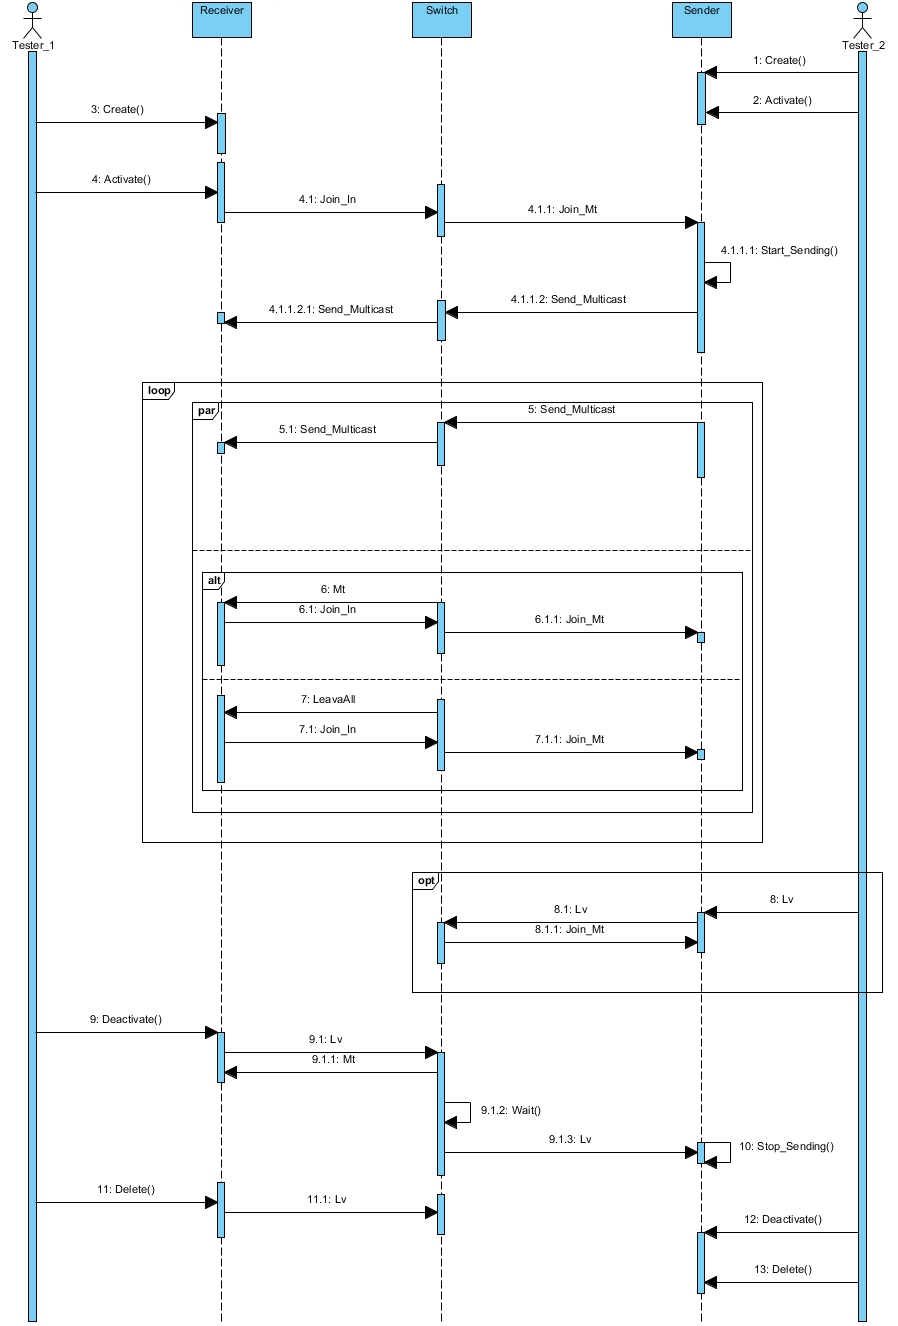 Receiver
Switch
Sender
Tester_1
Tester_2
1: Create()
2: Activate()
3: Create()
4: Activate()
4.1: Join_In
4.1.1: Join_Mt
4.1.1.1: Start_Sending()
4.1.1.2: Send_Multicast
4.1.1.2.1: Send_Multicast
loop
par
5: Send_Multicast
5.1: Send_Multicast
alt
6: Mt
6.1: Join_In
6.1.1: Join_Mt
7: LeavaAll
7.1: Join_In
7.1.1: Join_Mt
opt
8: Lv
8.1: Lv
8.1.1: Join_Mt
9: Deactivate()
9.1: Lv
9.1.1: Mt
9.1.2: Wait()
9.1.3: Lv
10: Stop_Sending()
11: Delete()
11.1: Lv
12: Deactivate()
13: Delete()